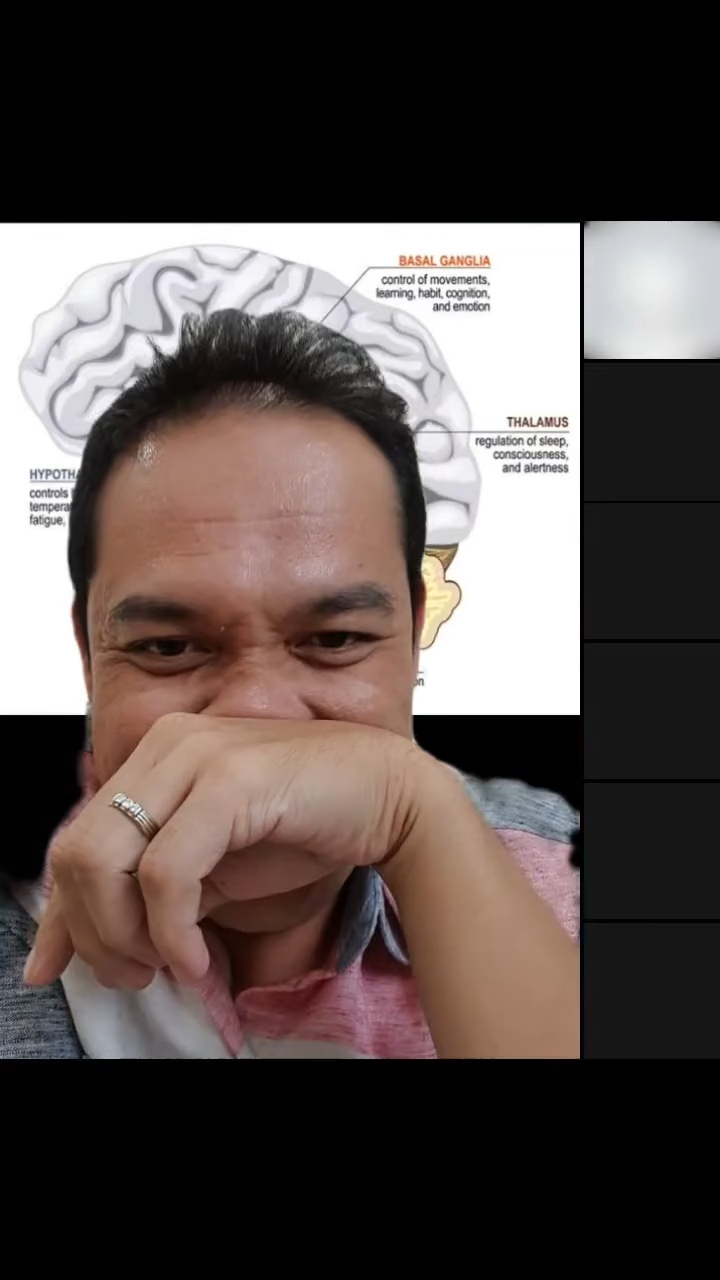 BASAL GANGLIA
control of movements,
learning, habit, cognition,
and emotion
THALAMUS
regulation of sleep,
consciousness,
and alertness
HYPOTHA
controls
tempera
fatigue,